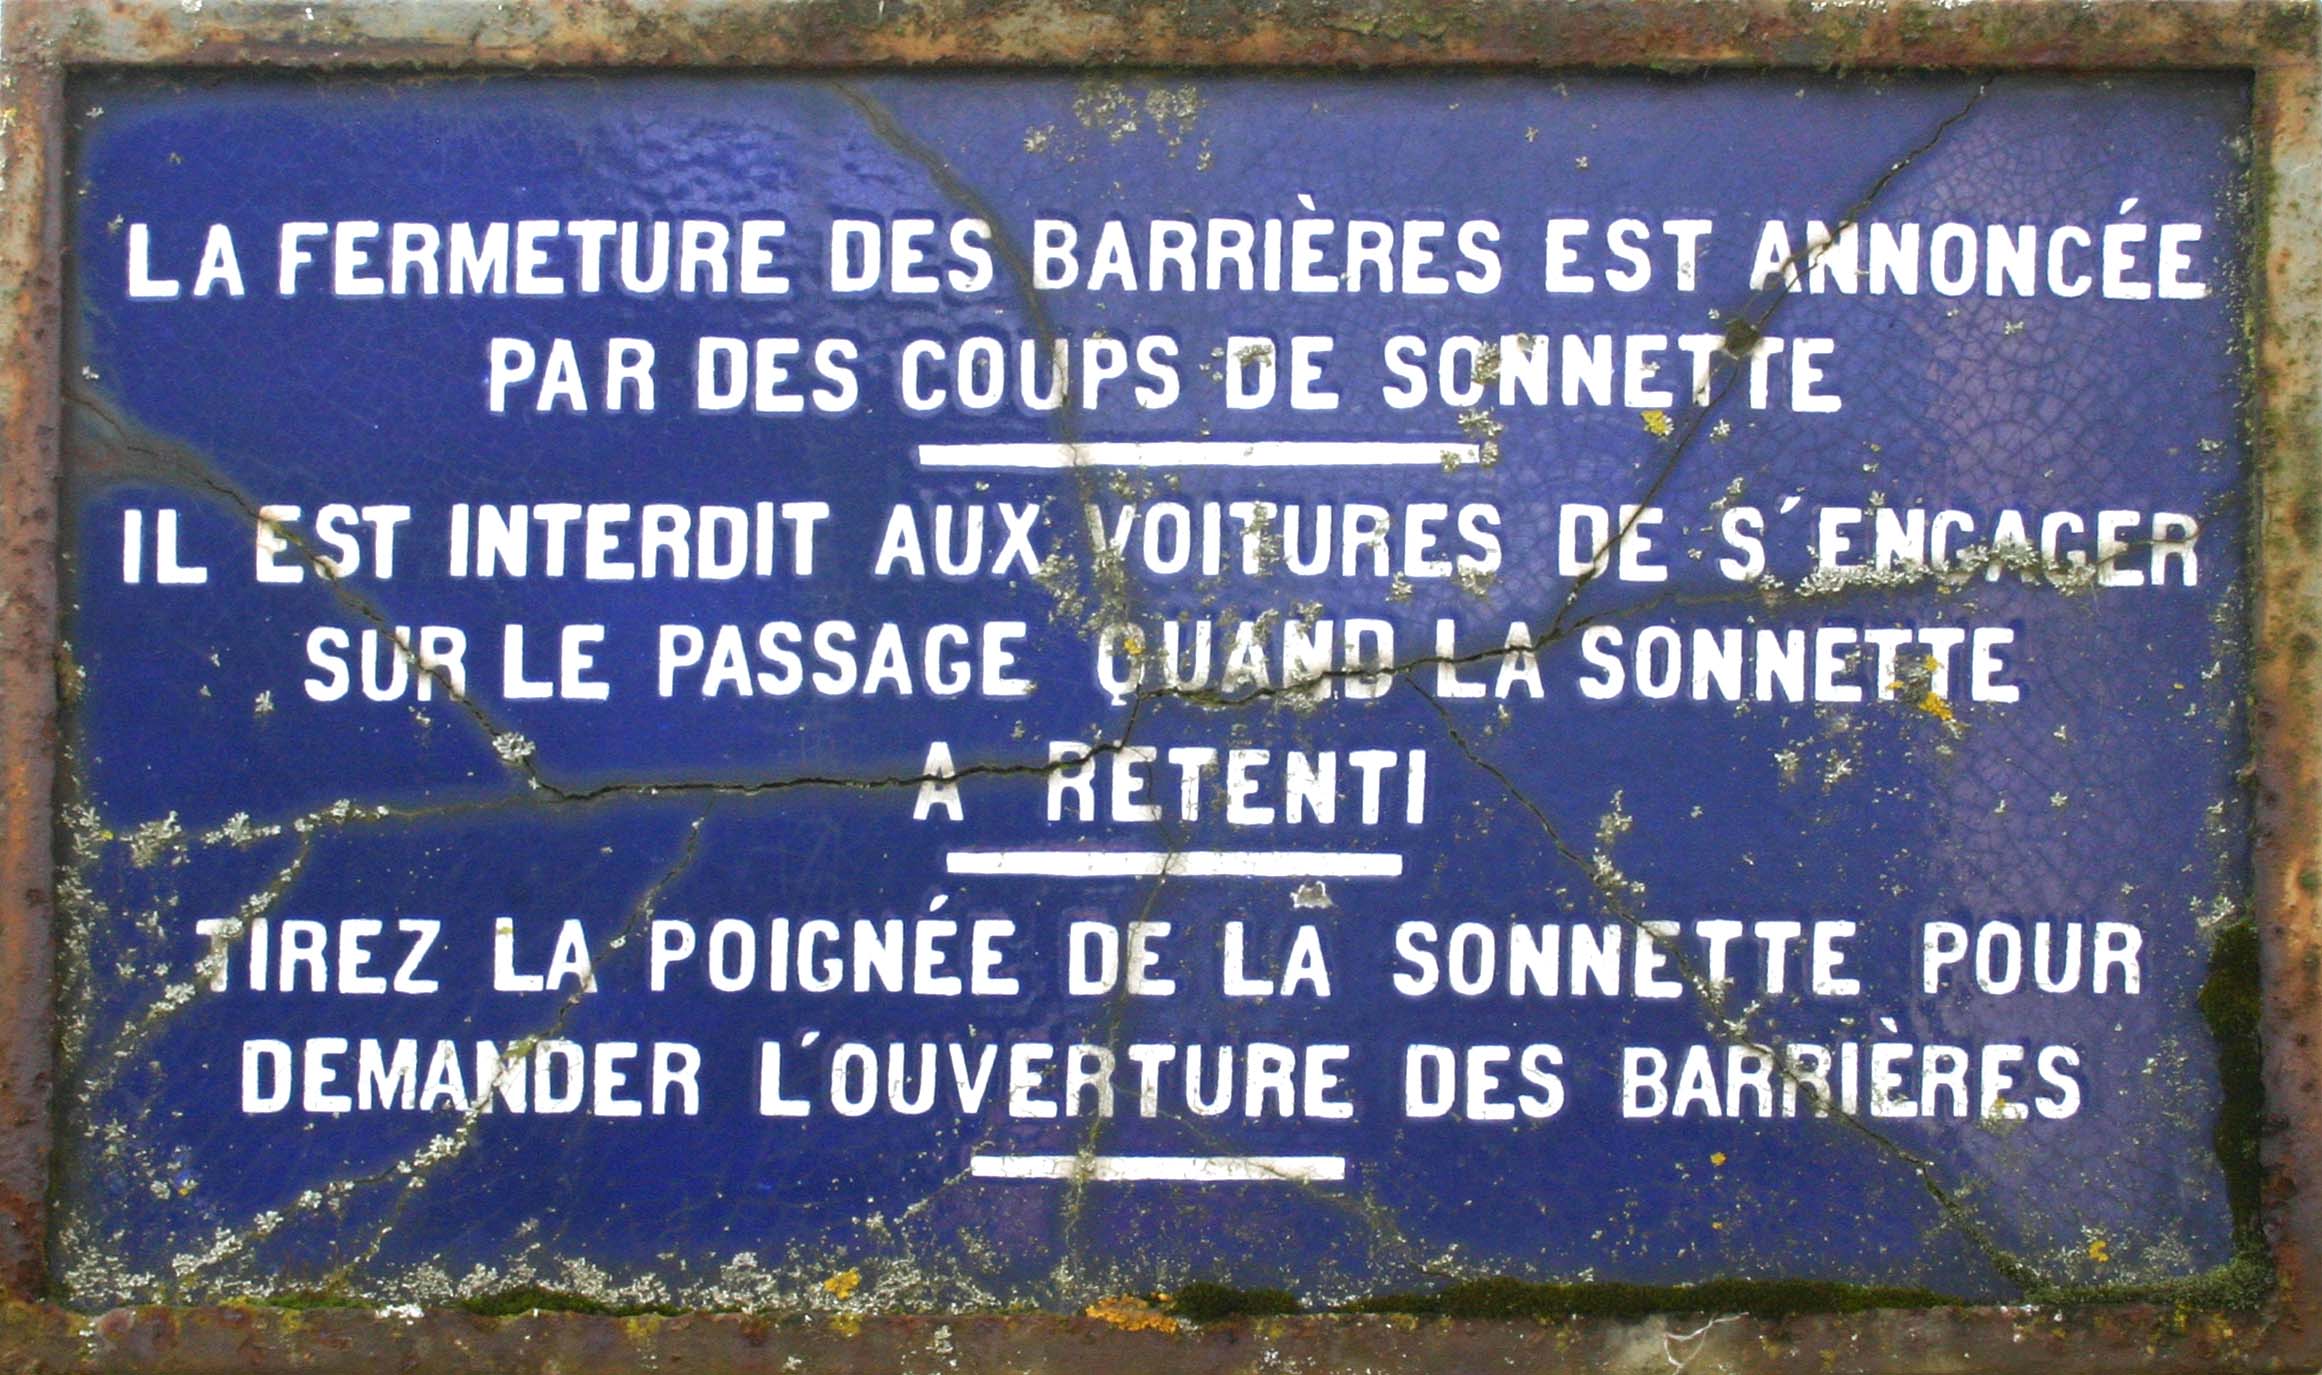 LA FERMETURE DES BARRIÈRES EST ANNONCÉE
PAR DES COUPS DE SONNETTE
IL EST INTERDIT AUX VOITURES DE S'ENGAGER
SUR LE PASSAGE QUAND LA SONNETTE
A RETENTI
TIREZ LA POIGNÉE DE LA SONNETTE POUR
DEMANDER L'OUVERTURE DES BARRIÈRES